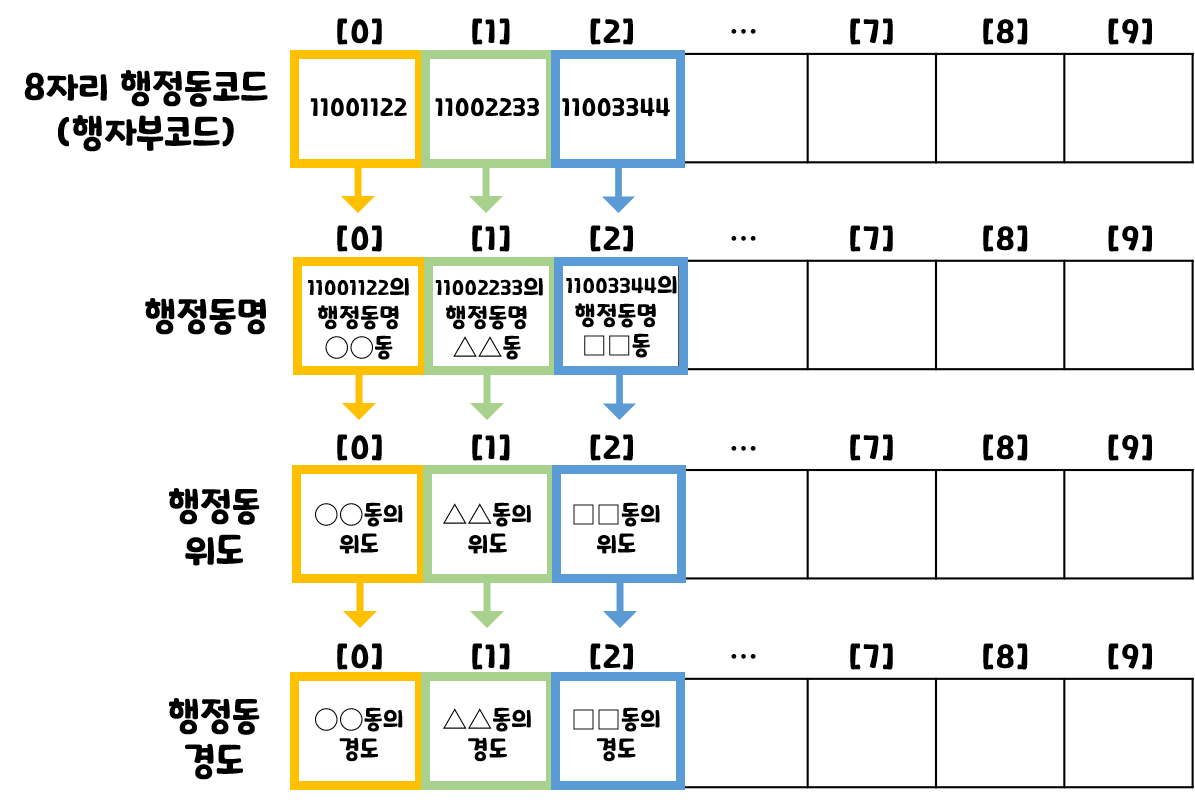 [0] [1] [2] … [7] [8] [9]
8자리 행정동코드
(행자부코드)
11001122 11002233 11003344
[0] [1] [2] … [7] [8] [9]
행정동명
11001122의
행정동명
○○동
11002233의
행정동명
△△동
11003344의
행정동명
□□동
[0] [1] [2] … [7] [8] [9]
행정동
위도
○○동의
위도
△△동의
위도
□□동의
위도
[0] [1] [2] … [7] [8] [9]
행정동
경도
○○동의
경도
△△동의
경도
□□동의
경도